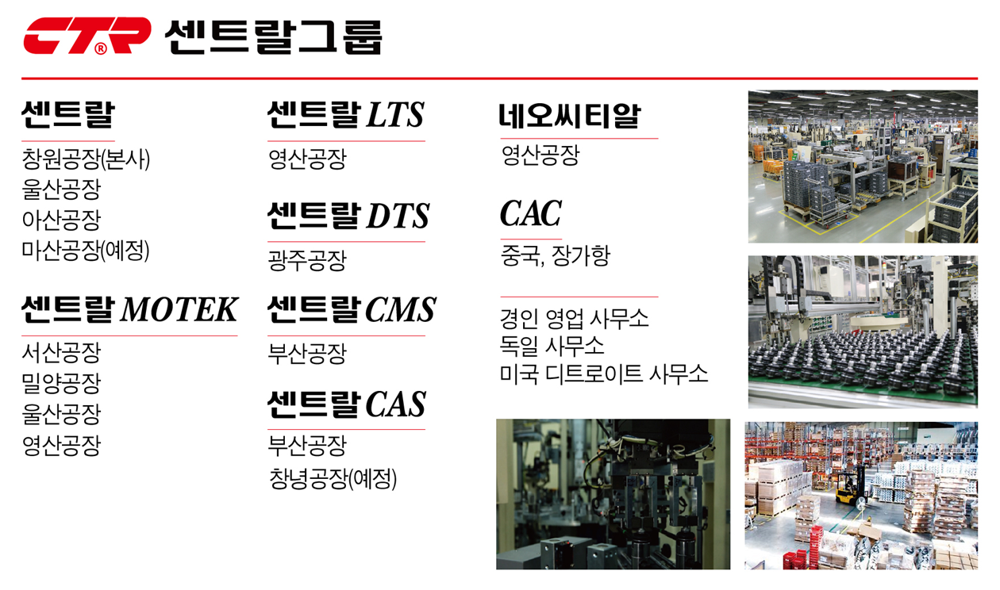 CTR® 센트랄그룹
센트랄
창원공장(본사)
울산공장
아산공장
마산공장(예정)
센트랄 MOTEK
서산공장
밀양공장
울산공장
영산공장
센트랄 LTS
영산공장
센트랄 DTS
광주공장
센트랄 CMS
부산공장
센트랄 CAS
부산공장
창녕공장(예정)
네오씨티알
영산공장
CAC
중국, 장가항
경인 영업 사무소
독일 사무소
미국 디트로이트 사무소